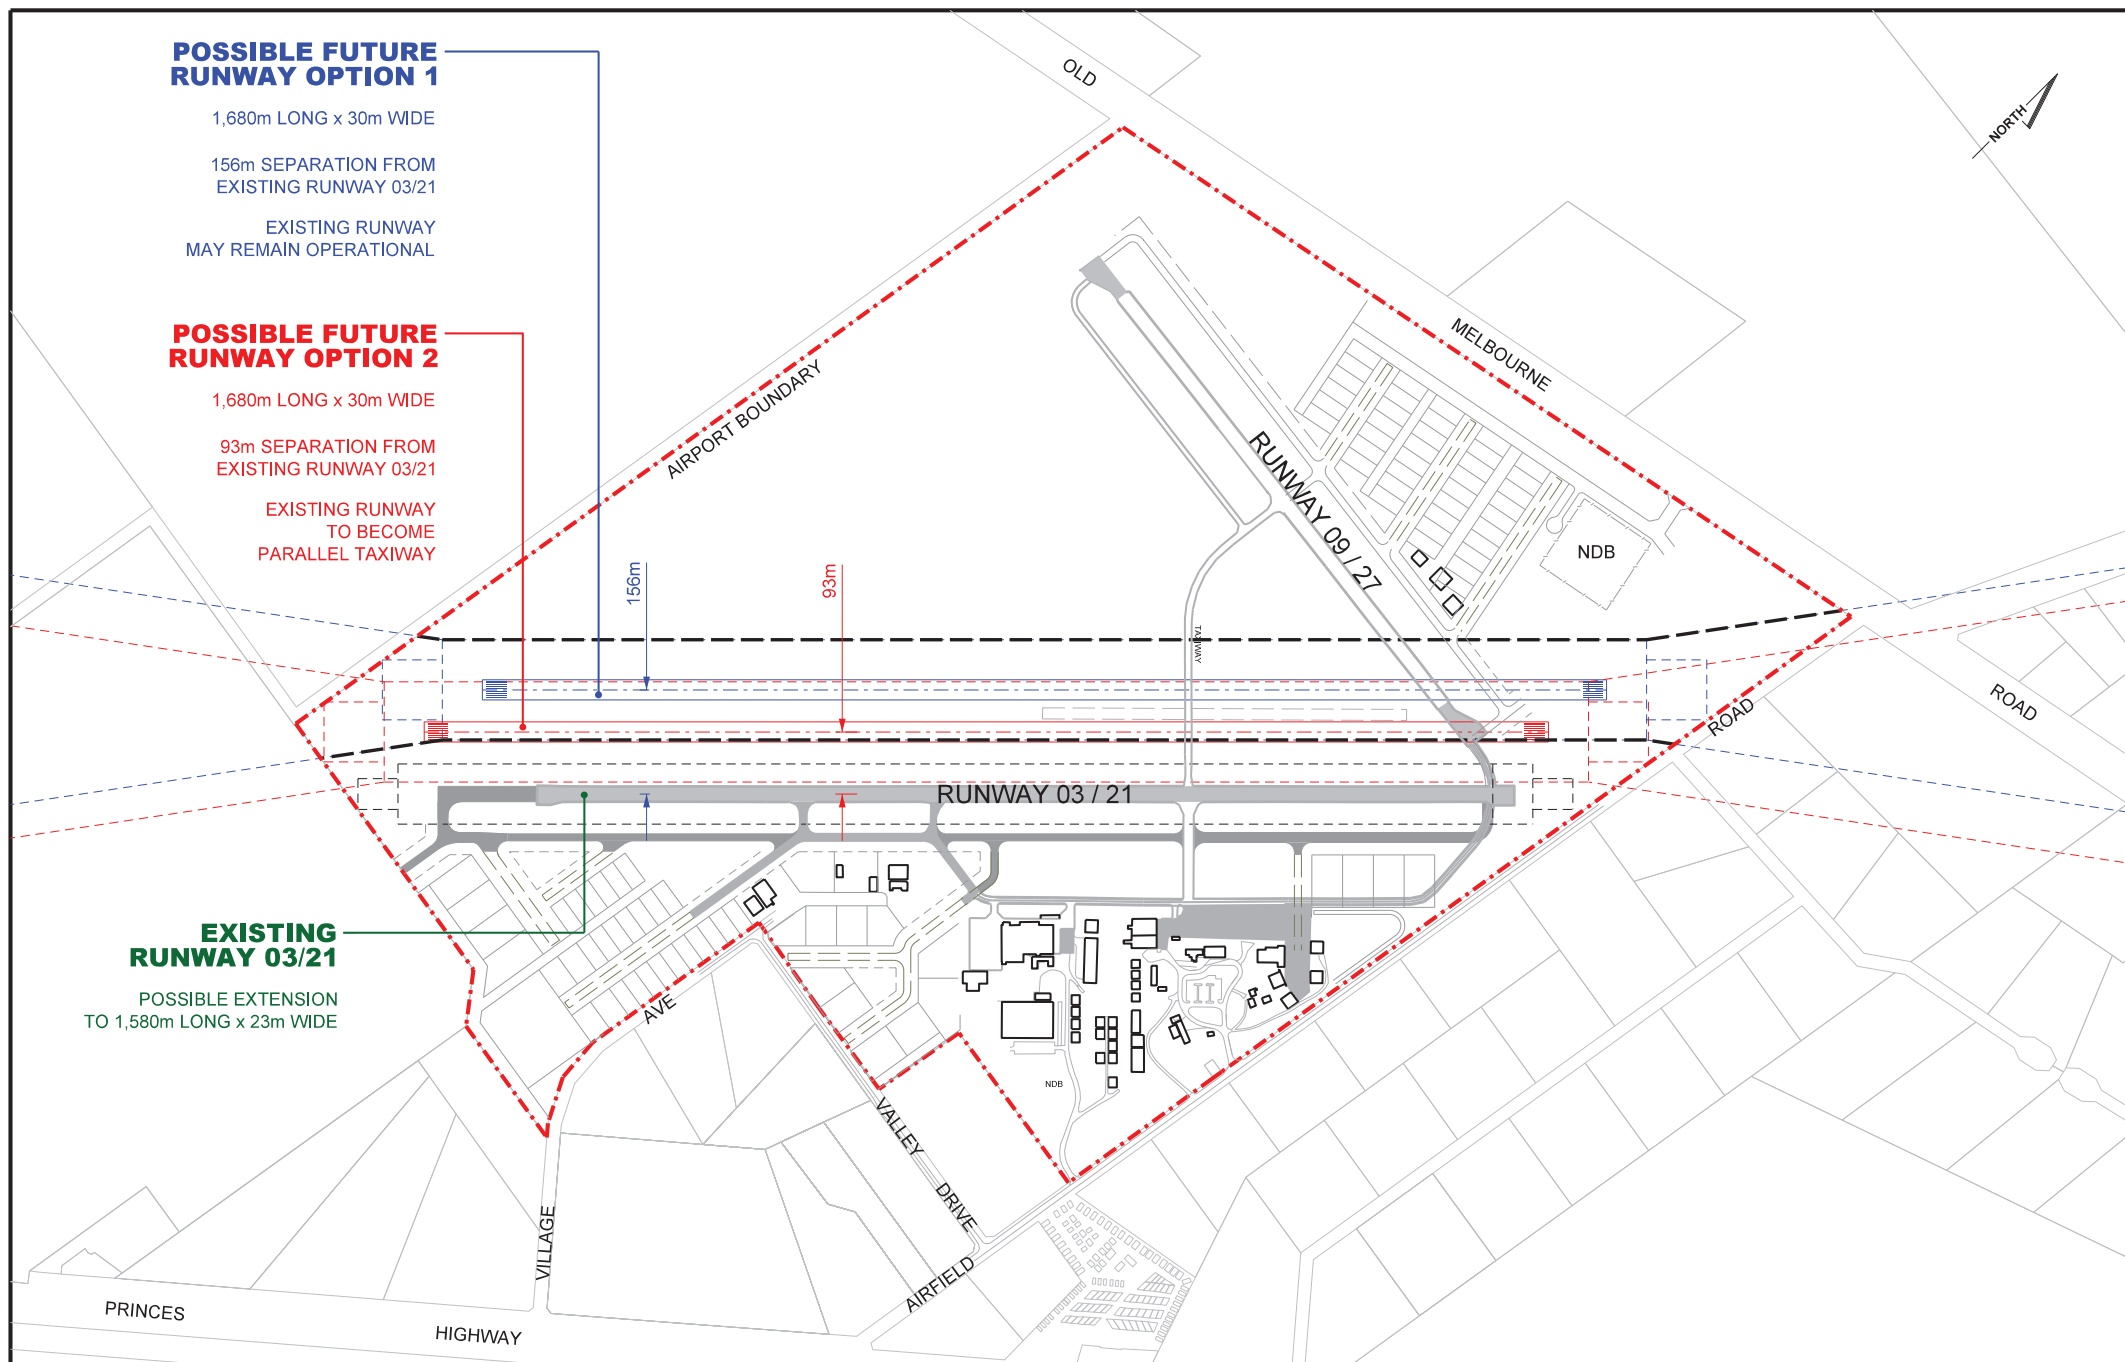 POSSIBLE FUTURE
RUNWAY OPTION 1
1,680m LONG x 30m WIDE
156m SEPARATION FROM
EXISTING RUNWAY 03/21
EXISTING RUNWAY
MAY REMAIN OPERATIONAL
POSSIBLE FUTURE
RUNWAY OPTION 2
1,680m LONG x 30m WIDE
93m SEPARATION FROM
EXISTING RUNWAY 03/21
EXISTING RUNWAY
TO BECOME
PARALLEL TAXIWAY
OLD
NORTH
MELBOURNE
AIRPORT BOUNDARY
RUNWAY 09 / 27
NDB
156m
93m
TAXIWAY
ROAD
ROAD
RUNWAY 03 / 21
EXISTING
RUNWAY 03/21
POSSIBLE EXTENSION
TO 1,580m LONG x 23m WIDE
AVE
NDB
VALLEY
DRIVE
VILLAGE
AIRFIELD
PRINCES
HIGHWAY